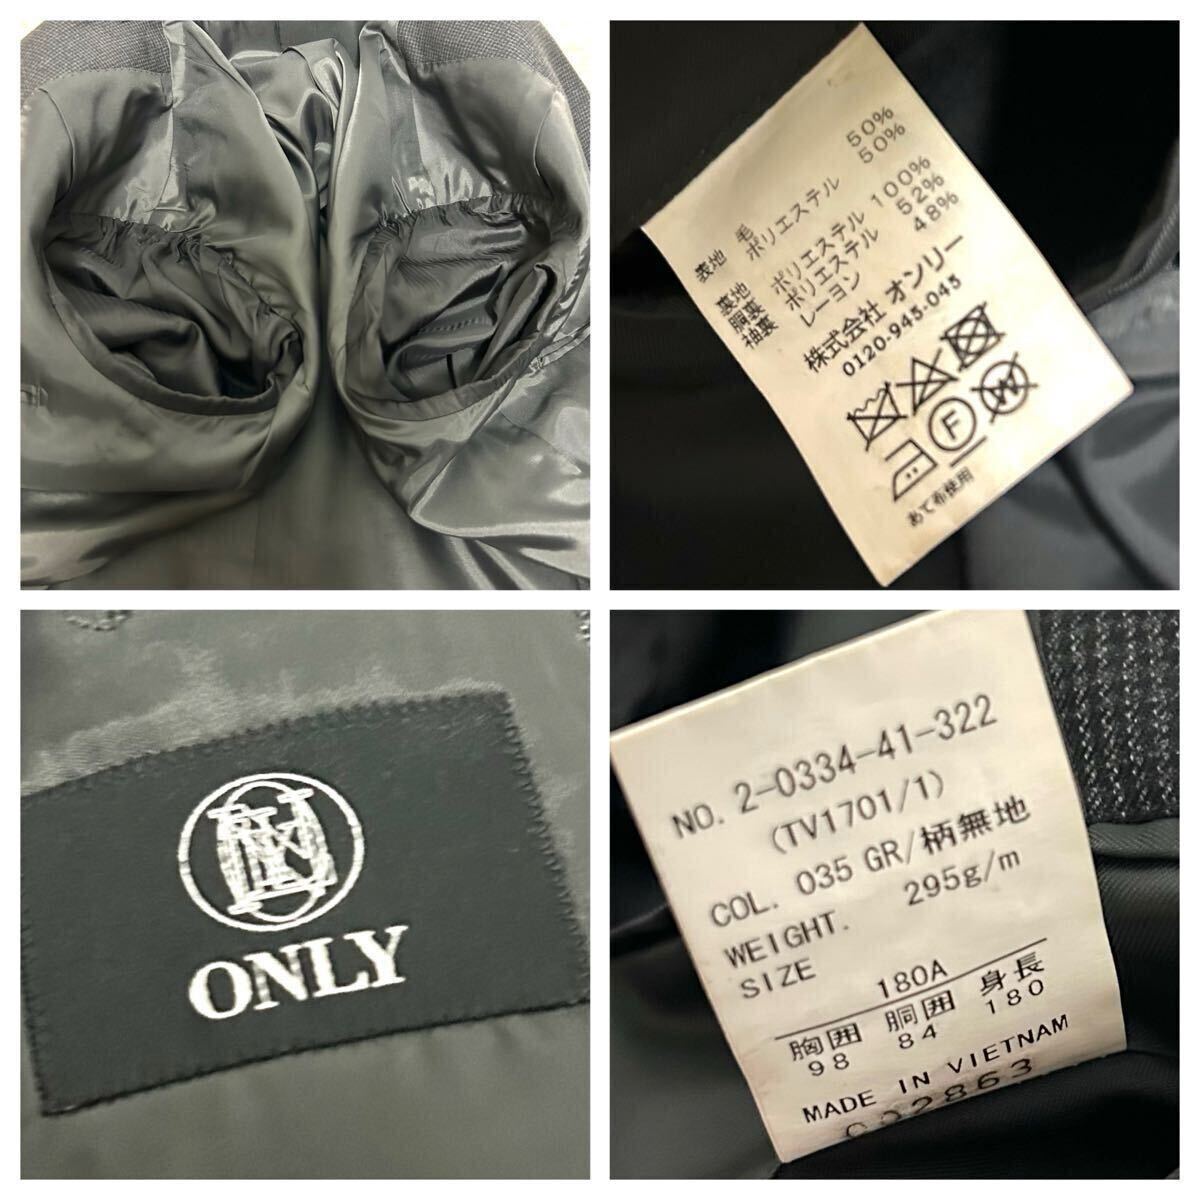 表地 毛 50%
ポリエステル 50%
裏地
胴裏 ポリエステル 100%
袖裏 ポリエステル 52%
レーヨン 48%
株式会社 オンリー
0120-945-045
F
W
あて布使用
ONLY
NO. 2-0334-41-322
(TV1701/1)
COL. 035 GR/柄無地
WEIGHT. 295g/m
SIZE
180A
胸囲 胴囲 身長
98 84 180
MADE IN VIETNAM
C02863